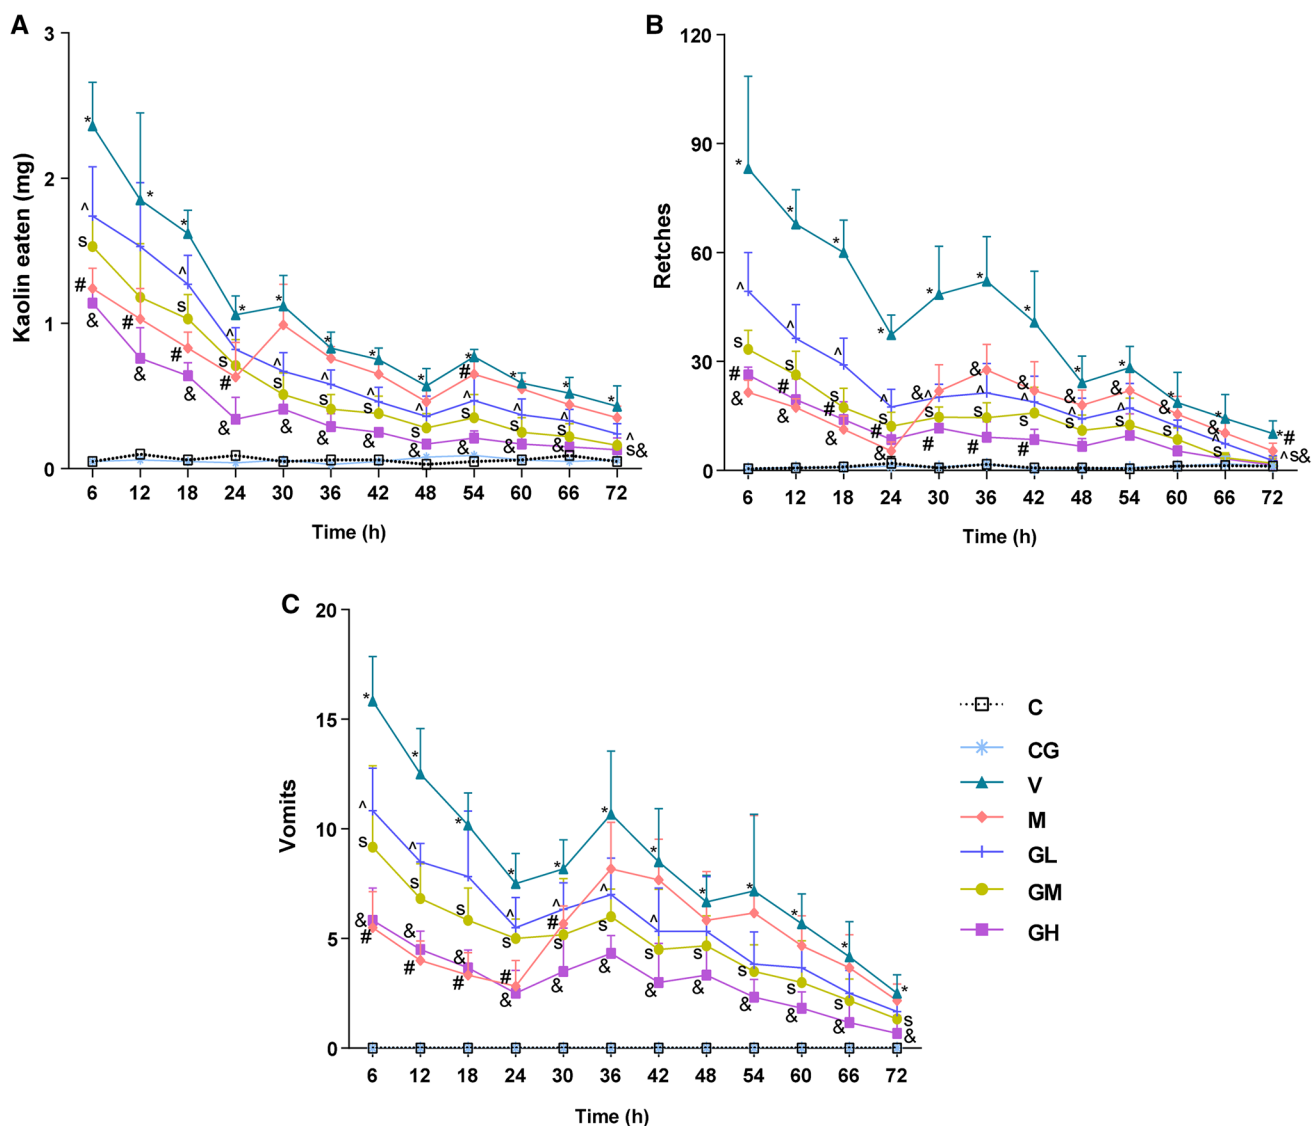 A
Kaolin eaten (mg)
3
2
1
0
6 12 18 24 30 36 42 48 54 60 66 72
Time (h)
* * * * * * * * * * * *
^ ^ ^ ^ ^ ^ ^ ^ ^ ^ ^
s s s s s s s s s s s
# # # # #
& & & & & & & & & & &
B
Retches
120
90
60
30
0
6 12 18 24 30 36 42 48 54 60 66 72
Time (h)
* * * * * * * * * * * *#
^ ^ ^ ^ ^ ^ ^ ^ ^ ^ ^ ^s&
s s s s s s s s s s s
# # # # # # #
& & & & & & & & & & &
C
Vomits
20
15
10
5
0
6 12 18 24 30 36 42 48 54 60 66 72
Time (h)
* * * * * * * * * * * *
^ ^ ^ ^ ^ ^
s s s s s s s s s s s s
# # # # #
& & & & & & & & & & & &
C
CG
V
M
GL
GM
GH